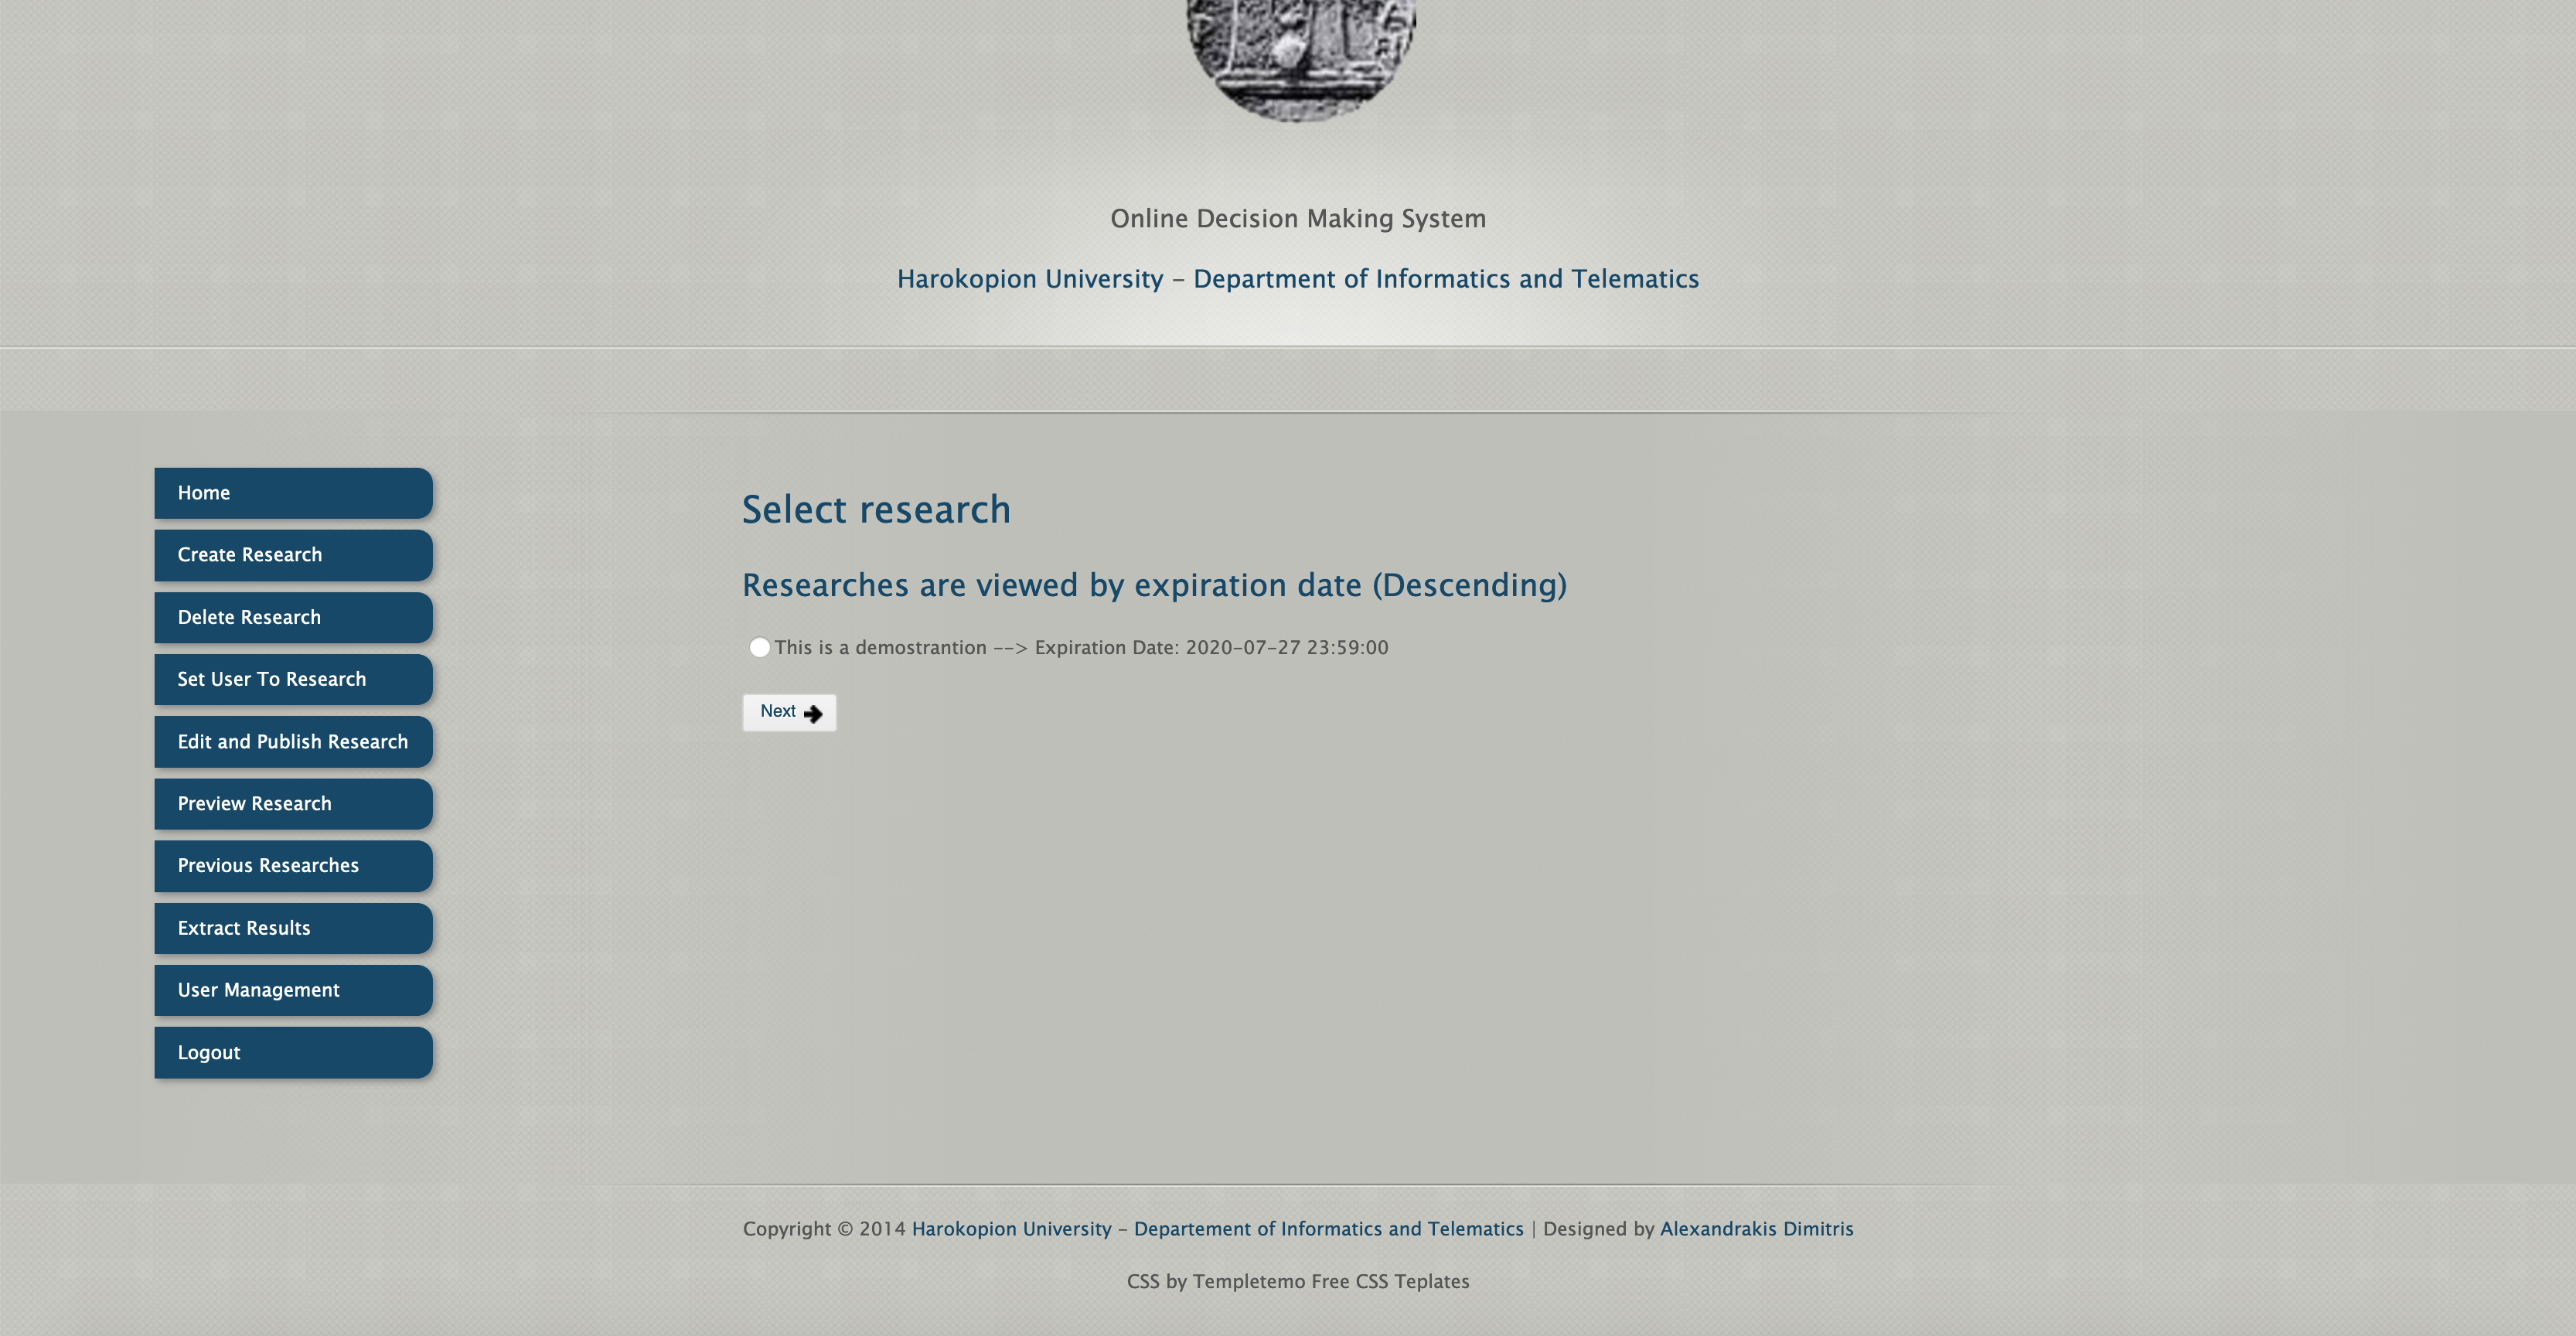 Online Decision Making System
Harokopion University - Department of Informatics and Telematics
Home
Create Research
Delete Research
Set User To Research
Edit and Publish Research
Preview Research
Previous Researches
Extract Results
User Management
Logout
Select research
Researches are viewed by expiration date (Descending)
This is a demostrantion --> Expiration Date: 2020-07-27 23:59:00
Next
Copyright © 2014 Harokopion University - Departement of Informatics and Telematics | Designed by Alexandrakis Dimitris
CSS by Templetemo Free CSS Teplates